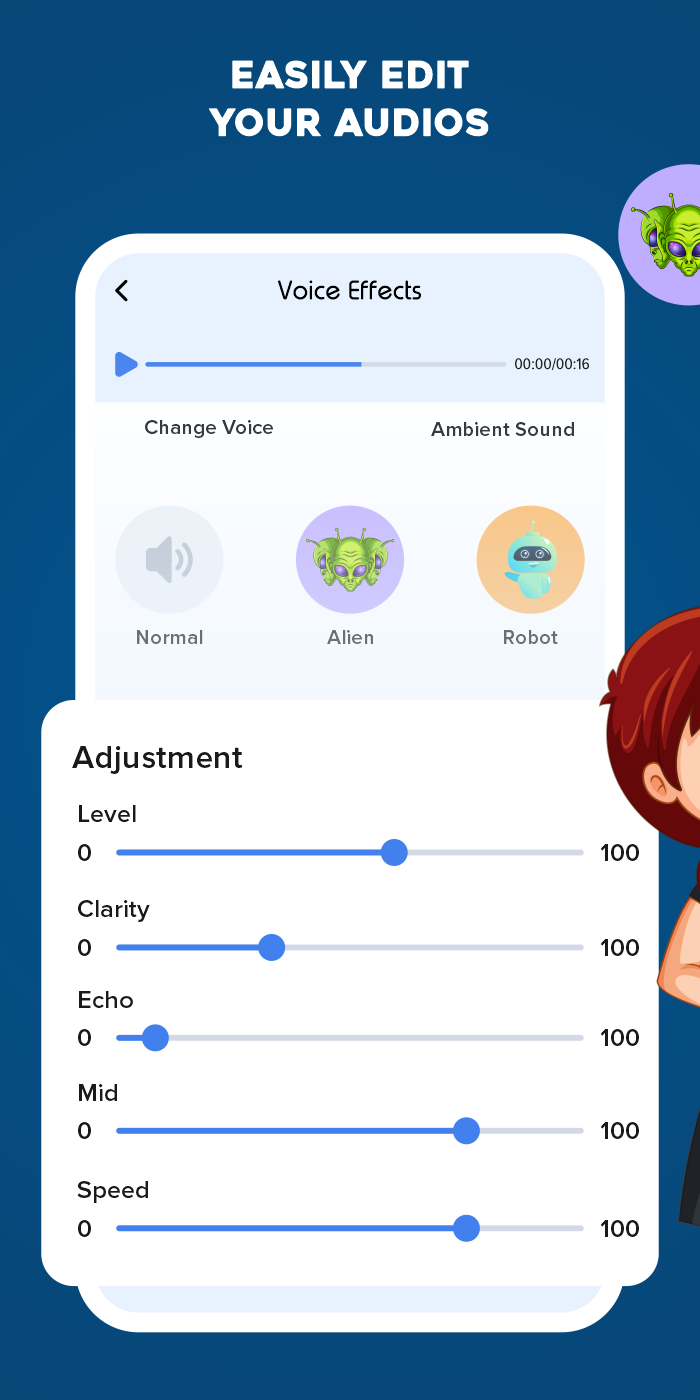 EASILY EDIT
YOUR AUDIOS
Voice Effects
00:00/00:16
Change Voice Ambient Sound
Normal Alien Robot
Adjustment
Level
0 100
Clarity
0 100
Echo
0 100
Mid
0 100
Speed
0 100